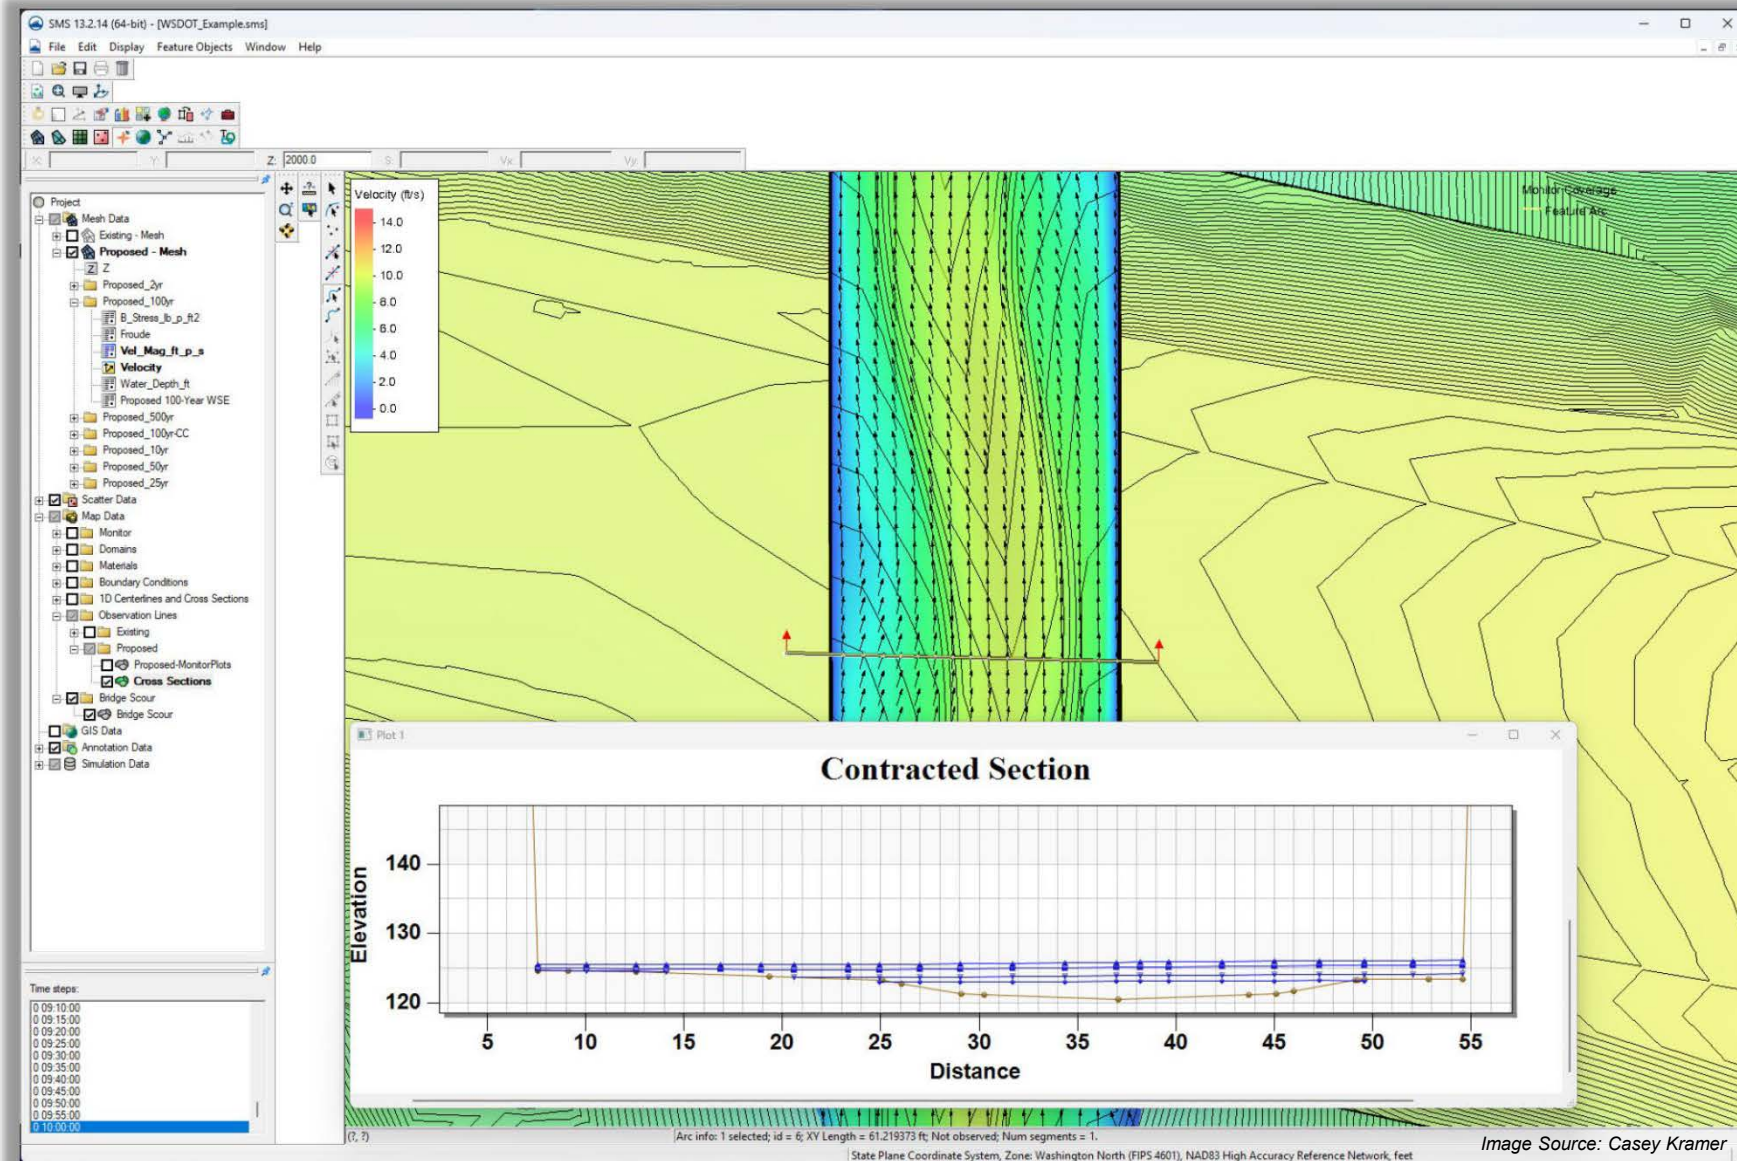 SMS 13.2.14 (64-bit) - [WSDOT_Example.sms]
File Edit Display Feature Objects Window Help
X: Y: Z: 2000.0 S: Vx: Vy:
Project
Mesh Data
Existing - Mesh
Proposed - Mesh
Z Z
Proposed_2yr
Proposed_100yr
B_Stress_lb_p_ft2
Froude
Vel_Mag_ft_p_s
Velocity
Water_Depth_ft
Proposed 100-Year WSE
Proposed_500yr
Proposed_100yr-CC
Proposed_10yr
Proposed_50yr
Proposed_25yr
Scatter Data
Map Data
Monitor
Domains
Materials
Boundary Conditions
1D Centerlines and Cross Sections
Observation Lines
Existing
Proposed
Proposed-MonitorPlots
Cross Sections
Bridge Scour
Bridge Scour
GIS Data
Annotation Data
Simulation Data
Time steps:
0 09:10:00
0 09:15:00
0 09:20:00
0 09:25:00
0 09:30:00
0 09:35:00
0 09:40:00
0 09:45:00
0 09:50:00
0 09:55:00
0 10:00:00
Velocity (ft/s)
14.0
12.0
10.0
8.0
6.0
4.0
2.0
0.0
Monitor Coverage
Feature Arc
Plot 1
Contracted Section
Elevation
140
130
120
5 10 15 20 25 30 35 40 45 50 55
Distance
(?, ?)
Arc info: 1 selected; id = 6; XY Length = 61.219373 ft; Not observed; Num segments = 1.
Image Source: Casey Kramer
State Plane Coordinate System, Zone: Washington North (FIPS 4601), NAD83 High Accuracy Reference Network, feet